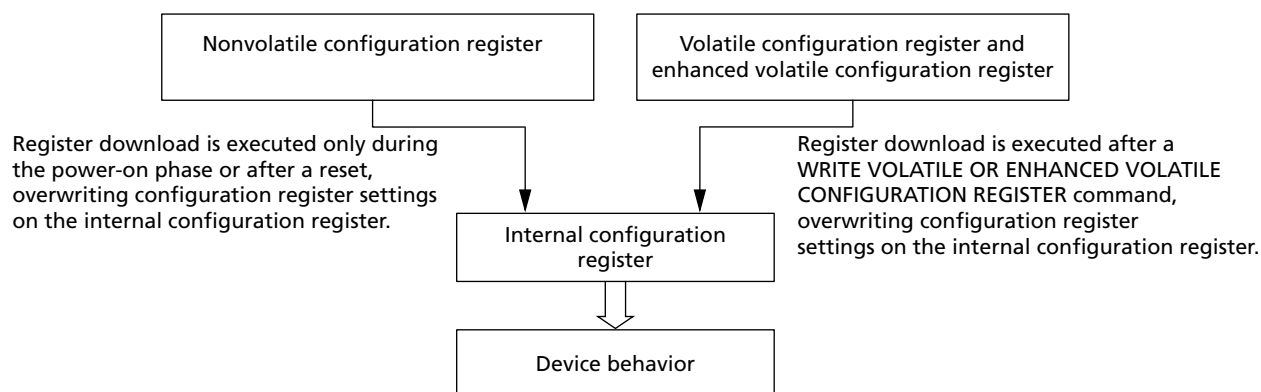 Nonvolatile configuration register
Volatile configuration register and
enhanced volatile configuration register
Register download is executed only during
the power-on phase or after a reset,
overwriting configuration register settings
on the internal configuration register.
Register download is executed after a
WRITE VOLATILE OR ENHANCED VOLATILE
CONFIGURATION REGISTER command,
overwriting configuration register
settings on the internal configuration register.
Internal configuration
register
Device behavior